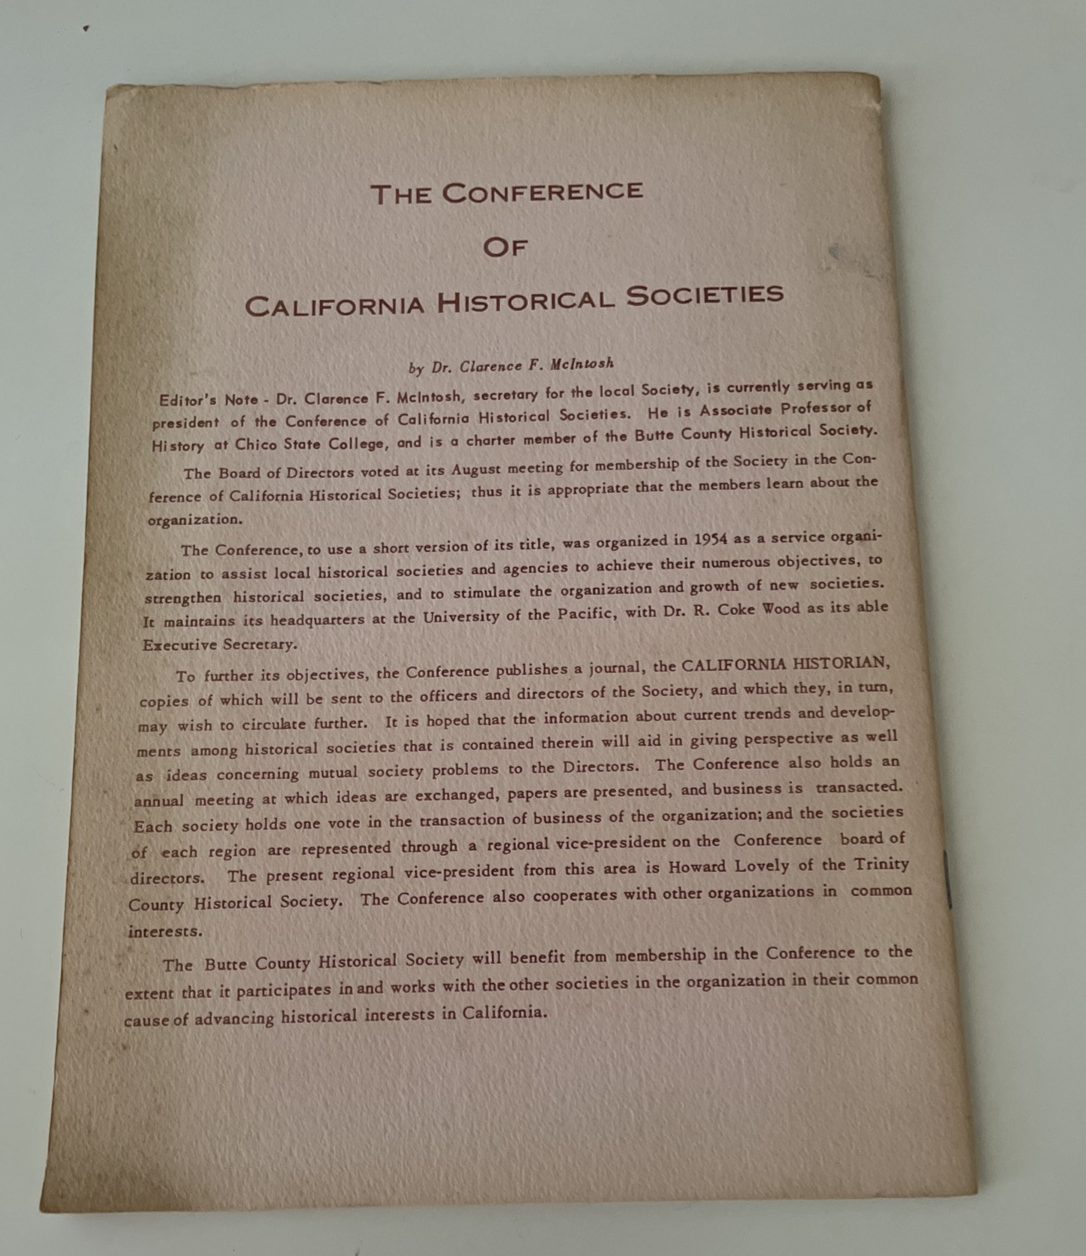 THE CONFERENCE
OF
CALIFORNIA HISTORICAL SOCIETIES
by Dr. Clarence F. McIntosh
Editor's Note - Dr. Clarence F. McIntosh, secretary for the local Society, is currently serving as
president of the Conference of California Historical Societies. He is Associate Professor of
History at Chico State College, and is a charter member of the Butte County Historical Society.
The Board of Directors voted at its August meeting for membership of the Society in the Con-
ference of California Historical Societies; thus it is appropriate that the members learn about the
organization.
The Conference, to use a short version of its title, was organized in 1954 as a service organi-
zation to assist local historical societies and agencies to achieve their numerous objectives, to
strengthen historical societies, and to stimulate the organization and growth of new societies.
It maintains its headquarters at the University of the Pacific, with Dr. R. Coke Wood as its able
Executive Secretary.
To further its objectives, the Conference publishes a journal, the CALIFORNIA HISTORIAN,
copies of which will be sent to the officers and directors of the Society, and which they, in turn,
may wish to circulate further. It is hoped that the information about current trends and develop-
ments among historical societies that is contained therein will aid in giving perspective as well
as ideas concerning mutual society problems to the Directors. The Conference also holds an
annual meeting at which ideas are exchanged, papers are presented, and business is transacted.
Each society holds one vote in the transaction of business of the organization; and the societies
of each region are represented through a regional vice-president on the Conference board of
directors. The present regional vice-president from this area is Howard Lovely of the Trinity
County Historical Society. The Conference also cooperates with other organizations in common
interests.
The Butte County Historical Society will benefit from membership in the Conference to the
extent that it participates in and works with the other societies in the organization in their common
cause of advancing historical interests in California.